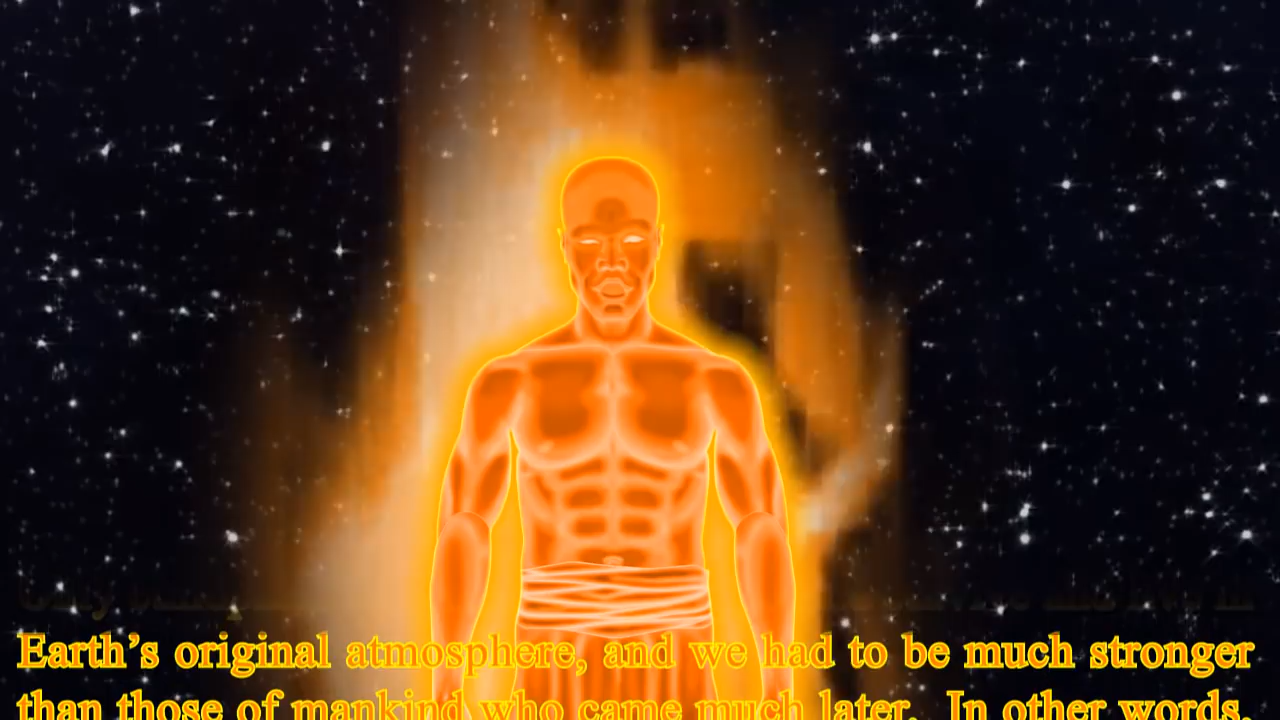 Earth’s original atmosphere, and we had to be much stronger
than those of mankind who came much later.  In other words,